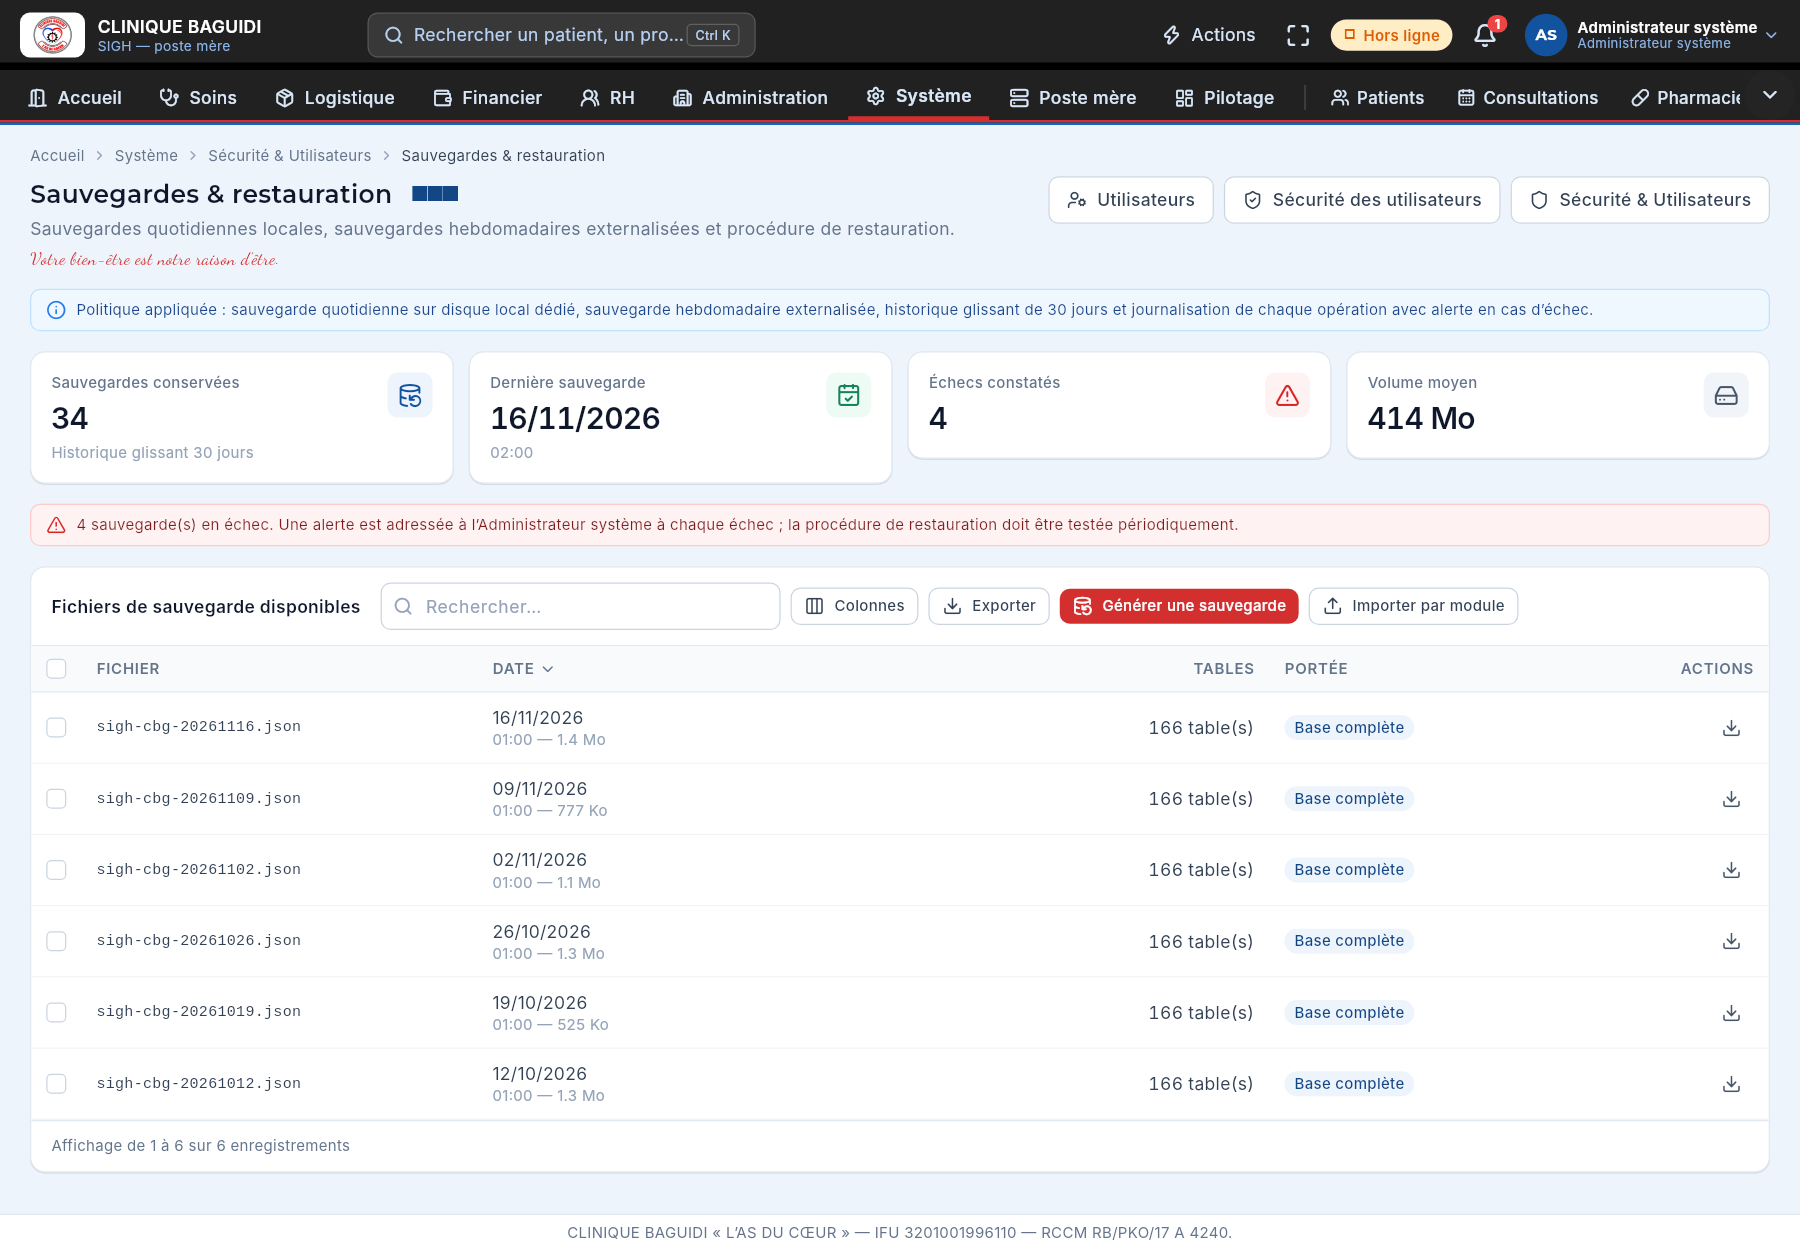 CLINIQUE BAGUIDI
SIGH — poste mère
Rechercher un patient, un pro... Ctrl K
Actions
Hors ligne
1
AS
Administrateur système
Administrateur système
Accueil
Soins
Logistique
Financier
RH
Administration
Système
Poste mère
Pilotage
Patients
Consultations
Pharmacie
Accueil > Système > Sécurité & Utilisateurs > Sauvegardes & restauration
Sauvegardes & restauration
Utilisateurs
Sécurité des utilisateurs
Sécurité & Utilisateurs
Sauvegardes quotidiennes locales, sauvegardes hebdomadaires externalisées et procédure de restauration.
Votre bien-être est notre raison d'être.
Politique appliquée : sauvegarde quotidienne sur disque local dédié, sauvegarde hebdomadaire externalisée, historique glissant de 30 jours et journalisation de chaque opération avec alerte en cas d'échec.
Sauvegardes conservées
34
Historique glissant 30 jours
Dernière sauvegarde
16/11/2026
02:00
Échecs constatés
4
Volume moyen
414 Mo
4 sauvegarde(s) en échec. Une alerte est adressée à l'Administrateur système à chaque échec ; la procédure de restauration doit être testée périodiquement.
Fichiers de sauvegarde disponibles
Rechercher...
Colonnes
Exporter
Générer une sauvegarde
Importer par module
FICHIER DATE TABLES PORTÉE ACTIONS
sigh-cbg-20261116.json 16/11/2026 166 table(s) Base complète
01:00 — 1.4 Mo
sigh-cbg-20261109.json 09/11/2026 166 table(s) Base complète
01:00 — 777 Ko
sigh-cbg-20261102.json 02/11/2026 166 table(s) Base complète
01:00 — 1.1 Mo
sigh-cbg-20261026.json 26/10/2026 166 table(s) Base complète
01:00 — 1.3 Mo
sigh-cbg-20261019.json 19/10/2026 166 table(s) Base complète
01:00 — 525 Ko
sigh-cbg-20261012.json 12/10/2026 166 table(s) Base complète
01:00 — 1.3 Mo
Affichage de 1 à 6 sur 6 enregistrements
CLINIQUE BAGUIDI « L'AS DU CŒUR » — IFU 3201001996110 — RCCM RB/PKO/17 A 4240.